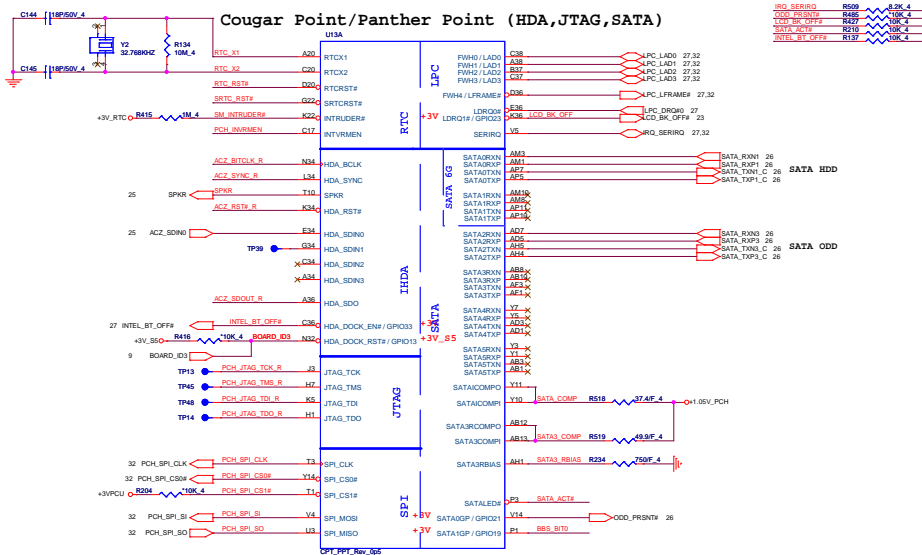 Cougar Point/Panther Point (HDA,JTAG,SATA)
IRQ_SERIRQ R509 8.2K_4
ODD_PRSNT# R485 *10K_4
LCD_BK_OFF# R427 *10K_4
SATA_ACT# R210 10K_4
INTEL_BT_OFF# R137 *10K_4
C144 18P/50V_4
Y2
32.768KHZ
R134
10M_4
C145 18P/50V_4
U13A
RTC_X1 A20 RTCX1
RTC_X2 C20 RTCX2
RTC_RST# D20 RTCRST#
SRTC_RST# G22 SRTCRST#
+3V_RTC R415 1M_4 SM_INTRUDER# K22 INTRUDER#
PCH_INVRMEN C17 INTVRMEN
RTC
LPC
+3V
FWH0 / LAD0 C38 LPC_LAD0 27,32
FWH1 / LAD1 A38 LPC_LAD1 27,32
FWH2 / LAD2 B37 LPC_LAD2 27,32
FWH3 / LAD3 C37 LPC_LAD3 27,32
FWH4 / LFRAME# D36 LPC_LFRAME# 27,32
LDRQ0# E36 LPC_DRQ#0 27
LDRQ1# / GPIO23 K36 LCD_BK_OFF LCD_BK_OFF# 23
SERIRQ V5 IRQ_SERIRQ 27,32
ACZ_BITCLK_R N34 HDA_BCLK
ACZ_SYNC_R L34 HDA_SYNC
25 SPKR SPKR T10 SPKR
ACZ_RST#_R K34 HDA_RST#
25 ACZ_SDIN0 E34 HDA_SDIN0
TP39 G34 HDA_SDIN1
C34 HDA_SDIN2
A34 HDA_SDIN3
ACZ_SDOUT_R A36 HDA_SDO
27 INTEL_BT_OFF# INTEL_BT_OFF# C36 HDA_DOCK_EN# / GPIO33 +3V
+3V_S5 R416 *10K_4 BOARD_ID3 N32 HDA_DOCK_RST# / GPIO13 +3V_S5
9 BOARD_ID3
IHDA
SATA 6G
SATA
SATA0RXN AM3 SATA_RXN1 26
SATA0RXP AM1 SATA_RXP1 26
SATA0TXN AP7 SATA_TXN1_C 26
SATA0TXP AP5 SATA_TXP1_C 26
SATA HDD
SATA1RXN AM10
SATA1RXP AM8
SATA1TXN AP11
SATA1TXP AP10
SATA2RXN AD7 SATA_RXN3 26
SATA2RXP AD5 SATA_RXP3 26
SATA2TXN AH5 SATA_TXN3_C 26
SATA2TXP AH4 SATA_TXP3_C 26
SATA ODD
SATA3RXN AB8
SATA3RXP AB10
SATA3TXN AF3
SATA3TXP AF1
SATA4RXN Y7
SATA4RXP Y5
SATA4TXN AD3
SATA4TXP AD1
SATA5RXN Y3
SATA5RXP Y1
SATA5TXN AB3
SATA5TXP AB1
SATAICOMPO Y11
SATAICOMPI Y10 SATA_COMP R518 37.4/F_4 +1.05V_PCH
SATA3RCOMPO AB12
SATA3COMPI AB13 SATA3_COMP R519 49.9/F_4
SATA3RBIAS AH1 SATA3_RBIAS R234 750/F_4
TP13 PCH_JTAG_TCK_R J3 JTAG_TCK
TP45 PCH_JTAG_TMS_R H7 JTAG_TMS
TP48 PCH_JTAG_TDI_R K5 JTAG_TDI
TP14 PCH_JTAG_TDO_R H1 JTAG_TDO
JTAG
32 PCH_SPI_CLK PCH_SPI_CLK T3 SPI_CLK
32 PCH_SPI_CS0# PCH_SPI_CS0# Y14 SPI_CS0#
+3VPCU R204 *10K_4 PCH_SPI_CS1# T1 SPI_CS1#
32 PCH_SPI_SI PCH_SPI_SI V4 SPI_MOSI
32 PCH_SPI_SO PCH_SPI_SO U3 SPI_MISO
SPI
SATALED# P3 SATA_ACT#
+3V SATA0GP / GPIO21 V14 ODD_PRSNT# 26
+3V SATA1GP / GPIO19 P1 BBS_BIT0
CPT_PPT_Rev_0p5